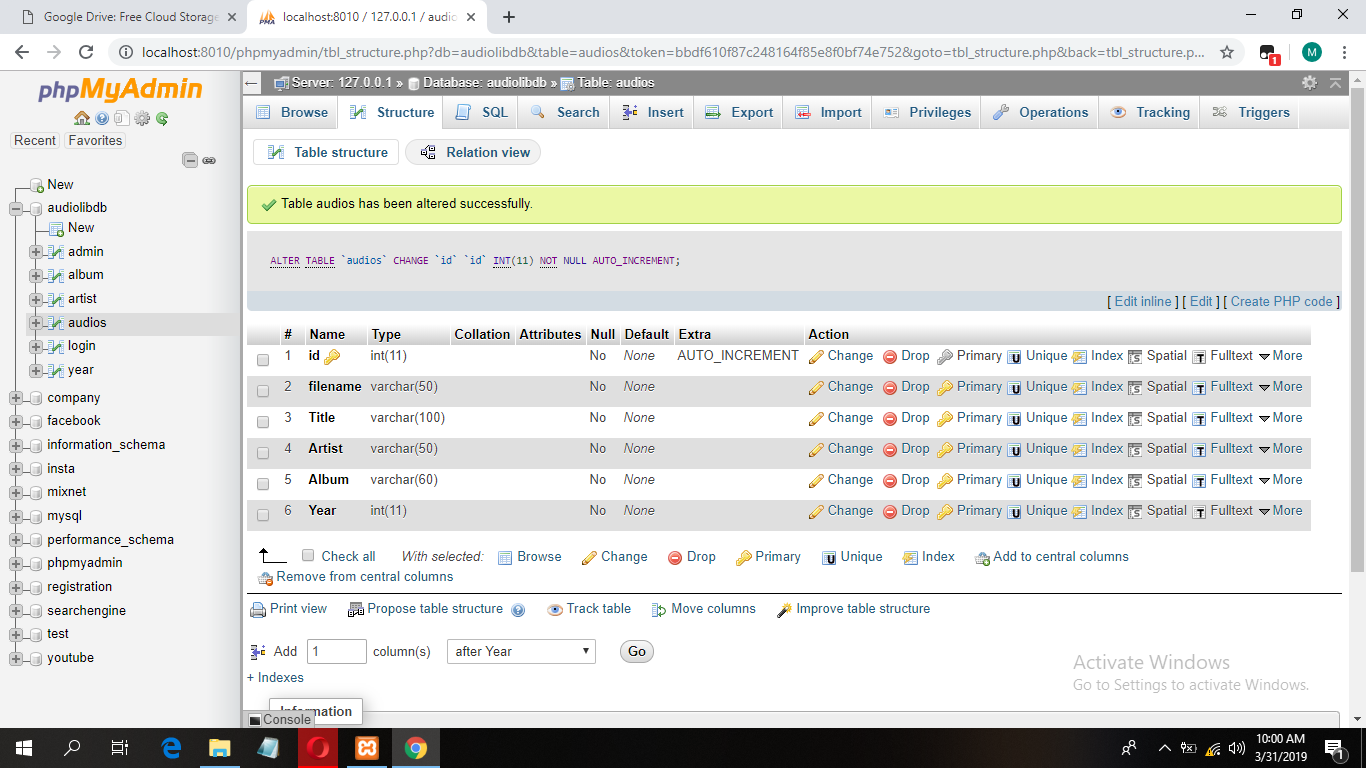 Google Drive: Free Cloud Storage
localhost:8010 / 127.0.0.1 / audio
localhost:8010/phpmyadmin/tbl_structure.php?db=audiolibdb&table=audios&token=bbdf610f87c248164f85e8f0bf74e752&goto=tbl_structure.php&back=tbl_structure.p...
1
M
phpMyAdmin
Recent Favorites
New
audiolibdb
New
admin
album
artist
audios
login
year
company
facebook
information_schema
insta
mixnet
mysql
performance_schema
phpmyadmin
registration
searchengine
test
youtube
Server: 127.0.0.1 » Database: audiolibdb » Table: audios
Browse Structure SQL Search Insert Export Import Privileges Operations Tracking Triggers
Table structure Relation view
Table audios has been altered successfully.
ALTER TABLE `audios` CHANGE `id` `id` INT(11) NOT NULL AUTO_INCREMENT;
[ Edit inline ] [ Edit ] [ Create PHP code ]
# Name Type Collation Attributes Null Default Extra Action
1 id int(11) No None AUTO_INCREMENT Change Drop Primary Unique Index Spatial Fulltext More
2 filename varchar(50) No None Change Drop Primary Unique Index Spatial Fulltext More
3 Title varchar(100) No None Change Drop Primary Unique Index Spatial Fulltext More
4 Artist varchar(50) No None Change Drop Primary Unique Index Spatial Fulltext More
5 Album varchar(60) No None Change Drop Primary Unique Index Spatial Fulltext More
6 Year int(11) No None Change Drop Primary Unique Index Spatial Fulltext More
Check all With selected: Browse Change Drop Primary Unique Index Add to central columns
Remove from central columns
Print view Propose table structure Track table Move columns Improve table structure
Add 1 column(s) after Year Go
+ Indexes
Information
Console
Activate Windows
Go to Settings to activate Windows.
10:00 AM
3/31/2019
1